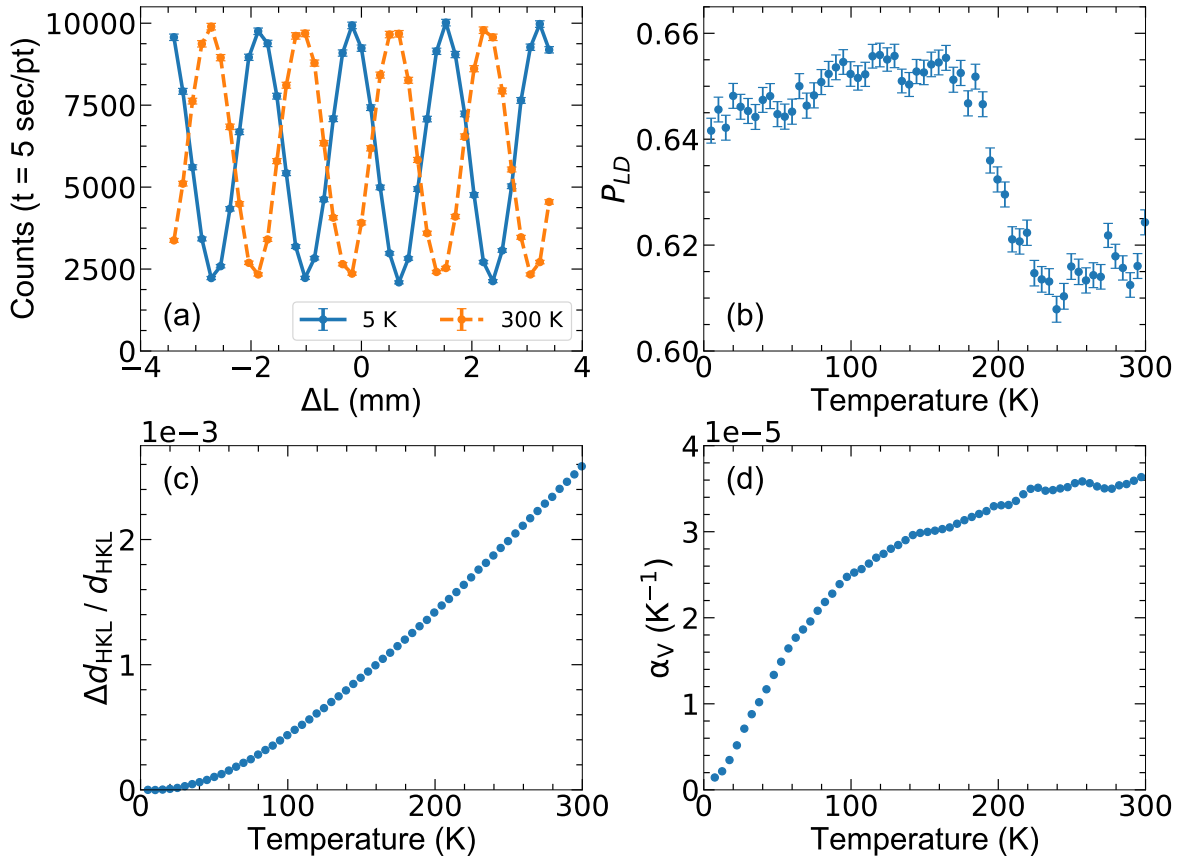 10000
7500
5000
2500
0
Counts (t = 5 sec/pt)
(a)
5 K
300 K
−4
−2
0
2
4
ΔL (mm)
0.66
0.64
0.62
0.60
P_LD
(b)
0
100
200
300
Temperature (K)
1e−3
2
1
0
Δd_HKL / d_HKL
(c)
0
100
200
300
Temperature (K)
1e−5
4
3
2
1
0
α_V (K⁻¹)
(d)
0
100
200
300
Temperature (K)